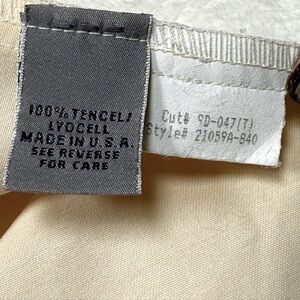 100% TENCEL/
LYOCELL
MADE IN U.S.A.
SEE REVERSE
FOR CARE
Cut# 9D-047(T)
Style# 21059A-840